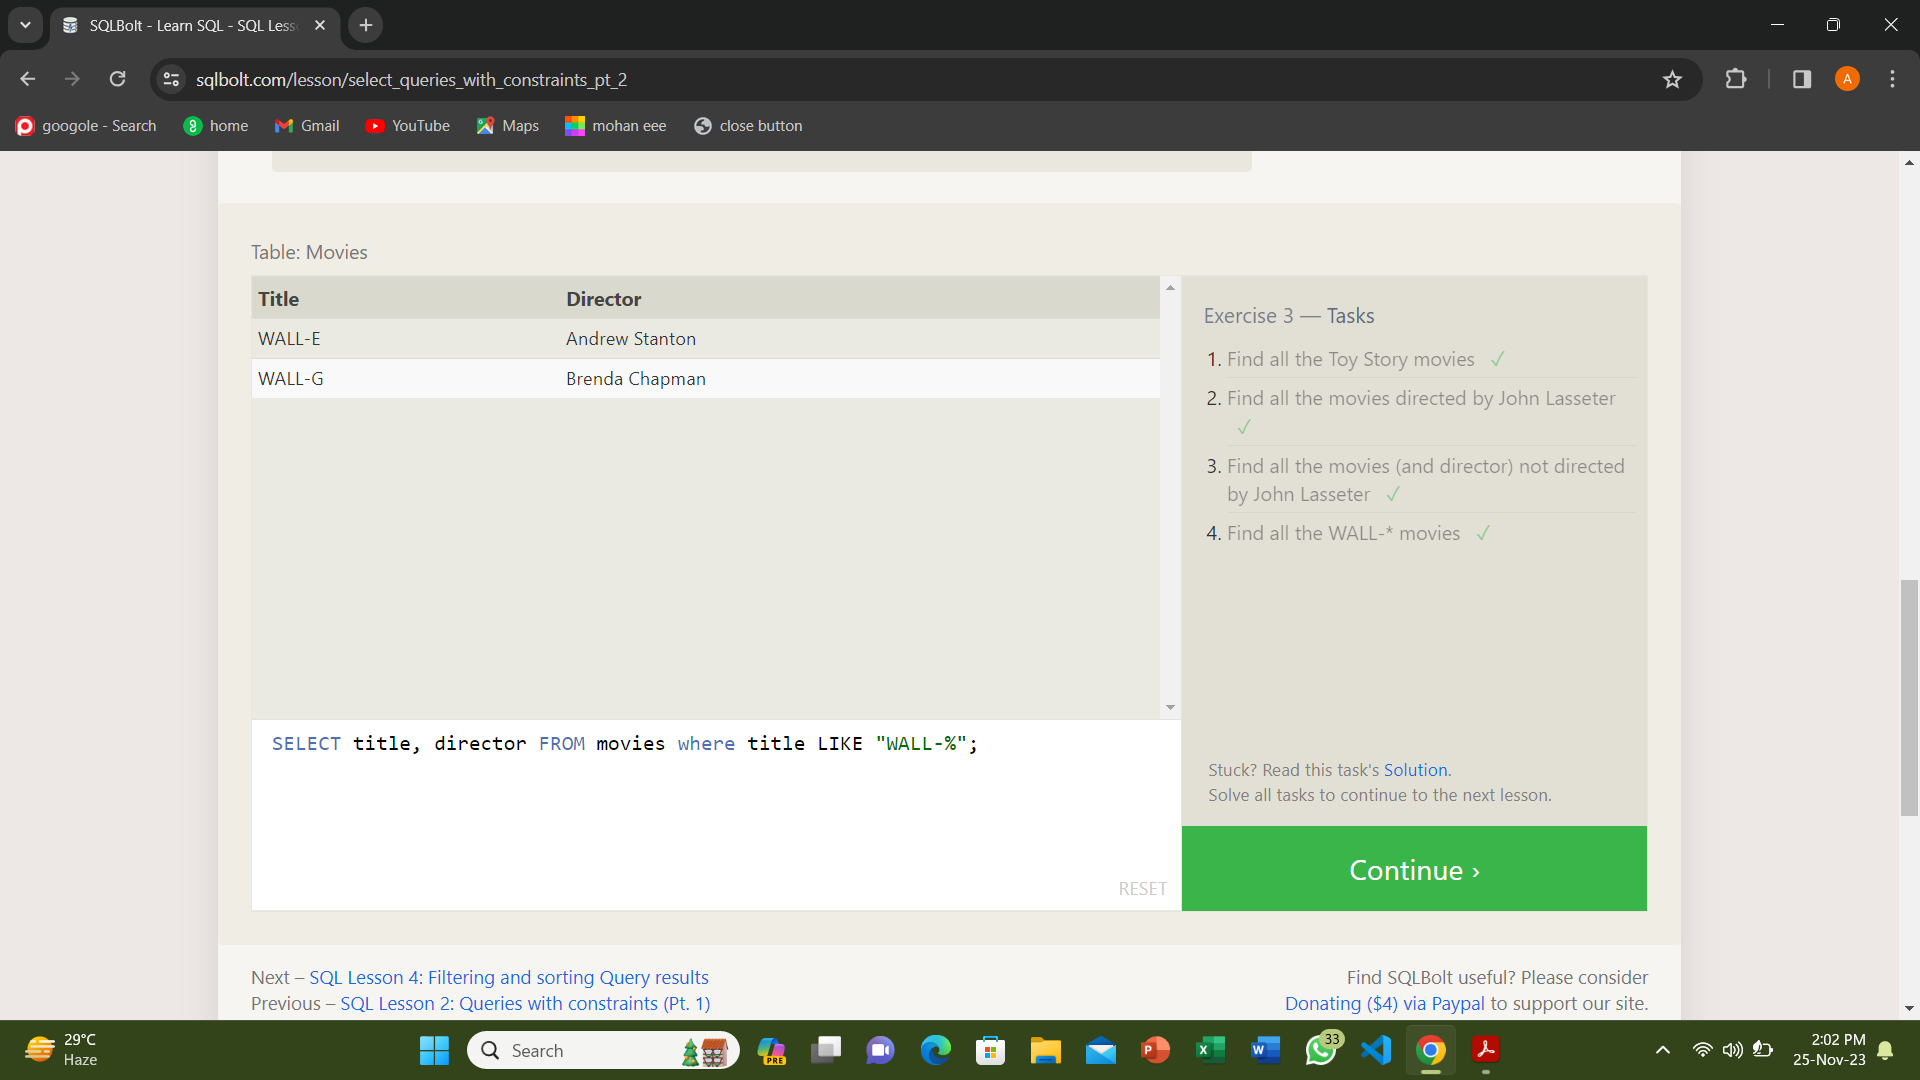 SQLBolt - Learn SQL - SQL Less
sqlbolt.com/lesson/select_queries_with_constraints_pt_2
A
googole - Search
home
Gmail
YouTube
Maps
mohan eee
close button
Table: Movies
Title Director
WALL-E Andrew Stanton
WALL-G Brenda Chapman
Exercise 3 — Tasks
1. Find all the Toy Story movies ✓
2. Find all the movies directed by John Lasseter
✓
3. Find all the movies (and director) not directed
by John Lasseter ✓
4. Find all the WALL-* movies ✓
SELECT title, director FROM movies where title LIKE "WALL-%";
RESET
Stuck? Read this task's Solution.
Solve all tasks to continue to the next lesson.
Continue ›
Next – SQL Lesson 4: Filtering and sorting Query results
Previous – SQL Lesson 2: Queries with constraints (Pt. 1)
Find SQLBolt useful? Please consider
Donating ($4) via Paypal to support our site.
29°C
Haze
Search
PRE
33
2:02 PM
25-Nov-23